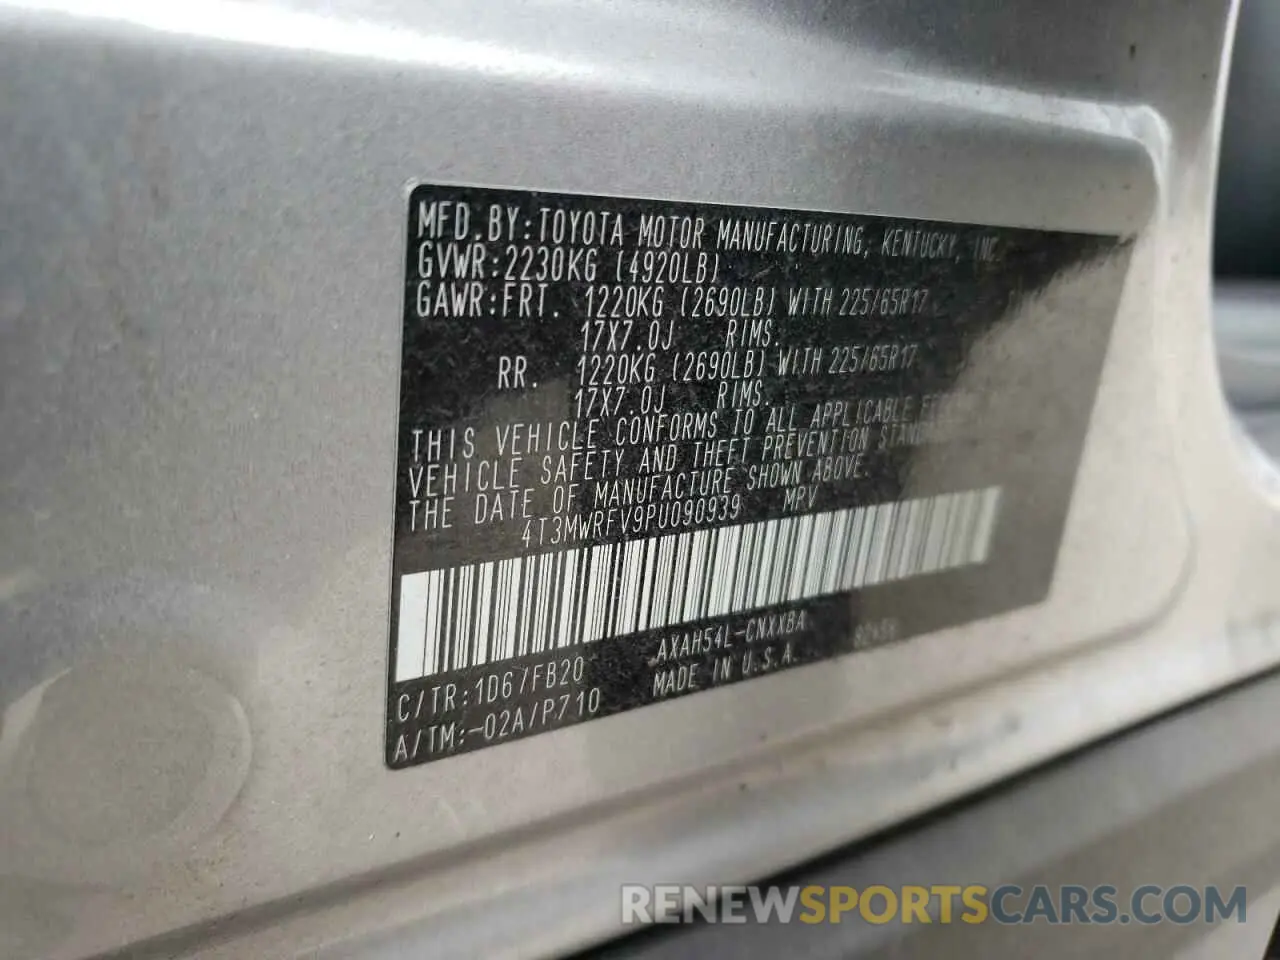 MFD.BY:TOYOTA MOTOR MANUFACTURING, KENTUCKY, INC.
GVWR:2230KG (4920LB)
GAWR:FRT. 1220KG (2690LB) WITH 225/65R17
17X7.0J RIMS.
RR. 1220KG (2690LB) WITH 225/65R17
17X7.0J RIMS.
THIS VEHICLE CONFORMS TO ALL APPLICABLE
VEHICLE SAFETY AND THEFT PREVENTION
THE DATE OF MANUFACTURE SHOWN ABOVE.
4T3MWRFV9PU090939 MPV
C/TR:1D6/FB20 AXAH54L-CNXXBA
A/TM:-02A/P710 MADE IN U.S.A.
RENEWSPORTSCARS.COM